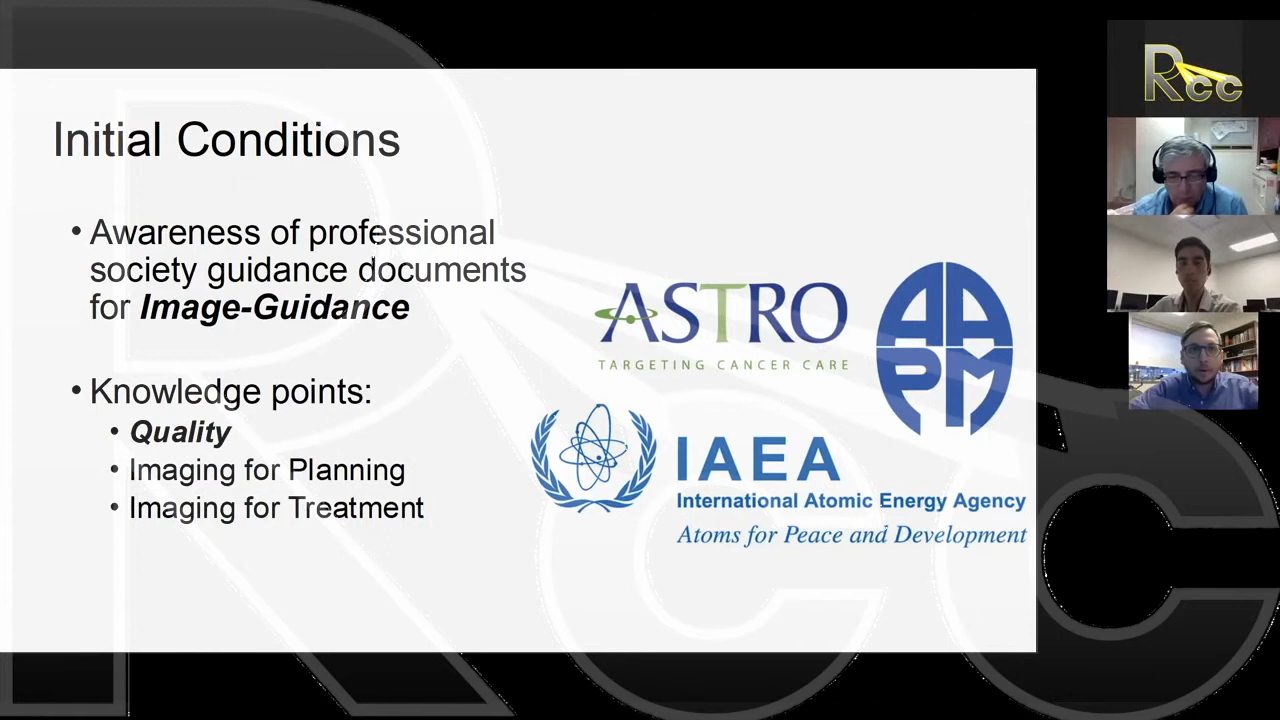 Initial Conditions
• Awareness of professional
society guidance documents
for Image-Guidance
• Knowledge points:
• Quality
• Imaging for Planning
• Imaging for Treatment
ASTRO
TARGETING CANCER CARE
AAPM
IAEA
International Atomic Energy Agency
Atoms for Peace and Development
Rcc